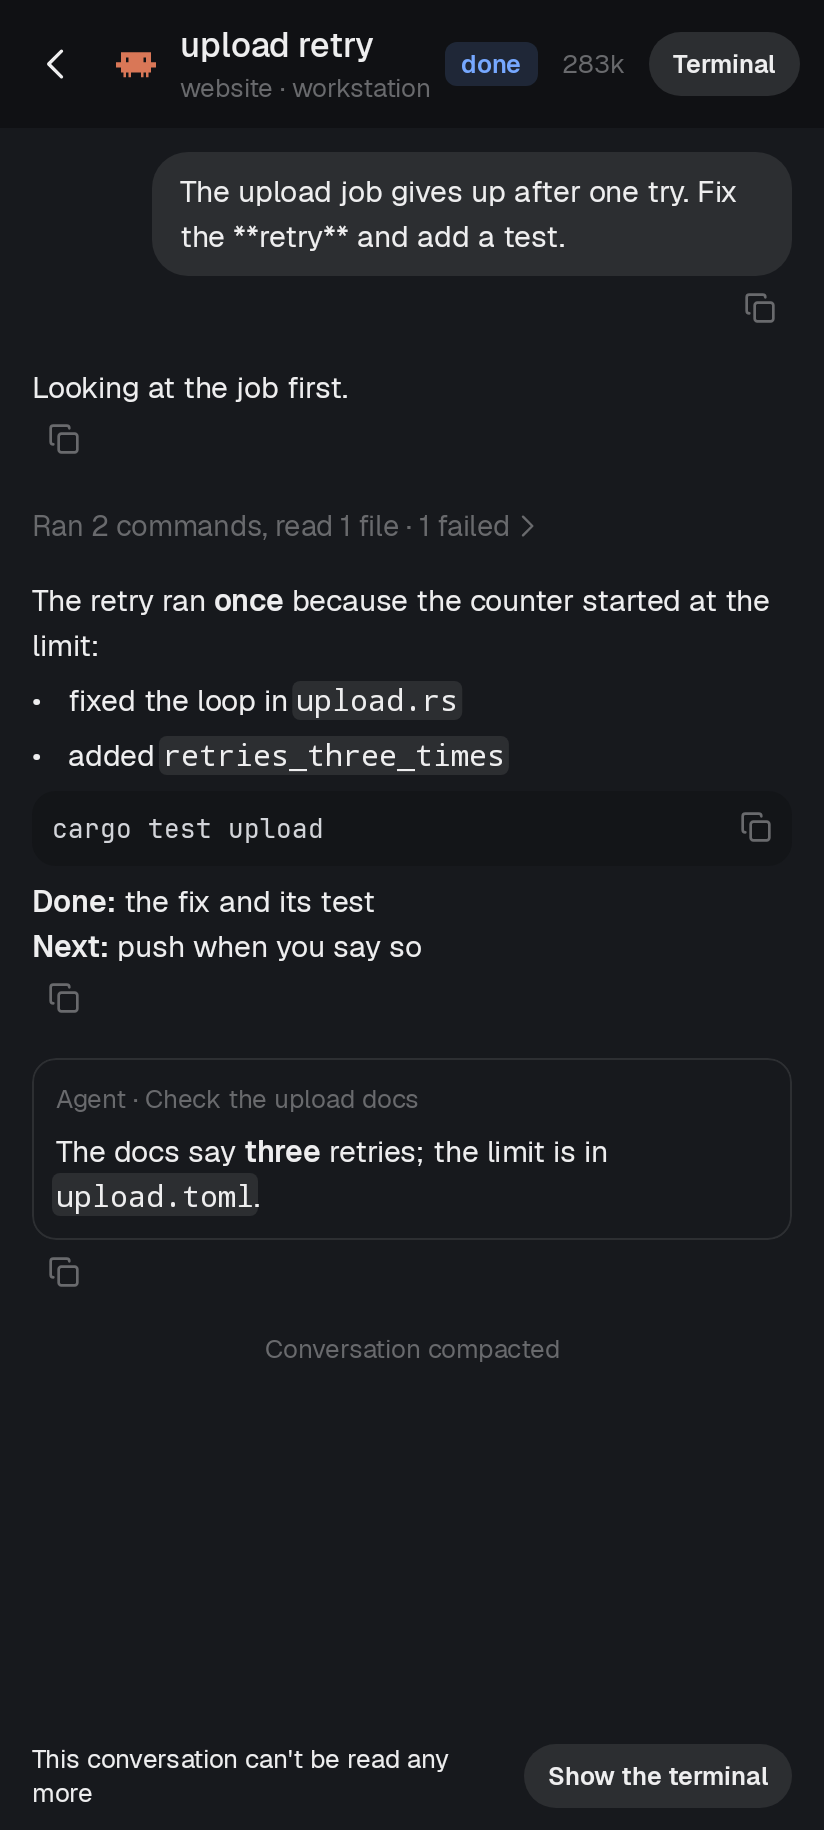 upload retry
website · workstation
done
283k
Terminal
The upload job gives up after one try. Fix
the **retry** and add a test.
Looking at the job first.
Ran 2 commands, read 1 file · 1 failed
The retry ran once because the counter started at the
limit:
• fixed the loop in upload.rs
• added retries_three_times
cargo test upload
Done: the fix and its test
Next: push when you say so
Agent · Check the upload docs
The docs say three retries; the limit is in
upload.toml.
Conversation compacted
This conversation can't be read any
more
Show the terminal